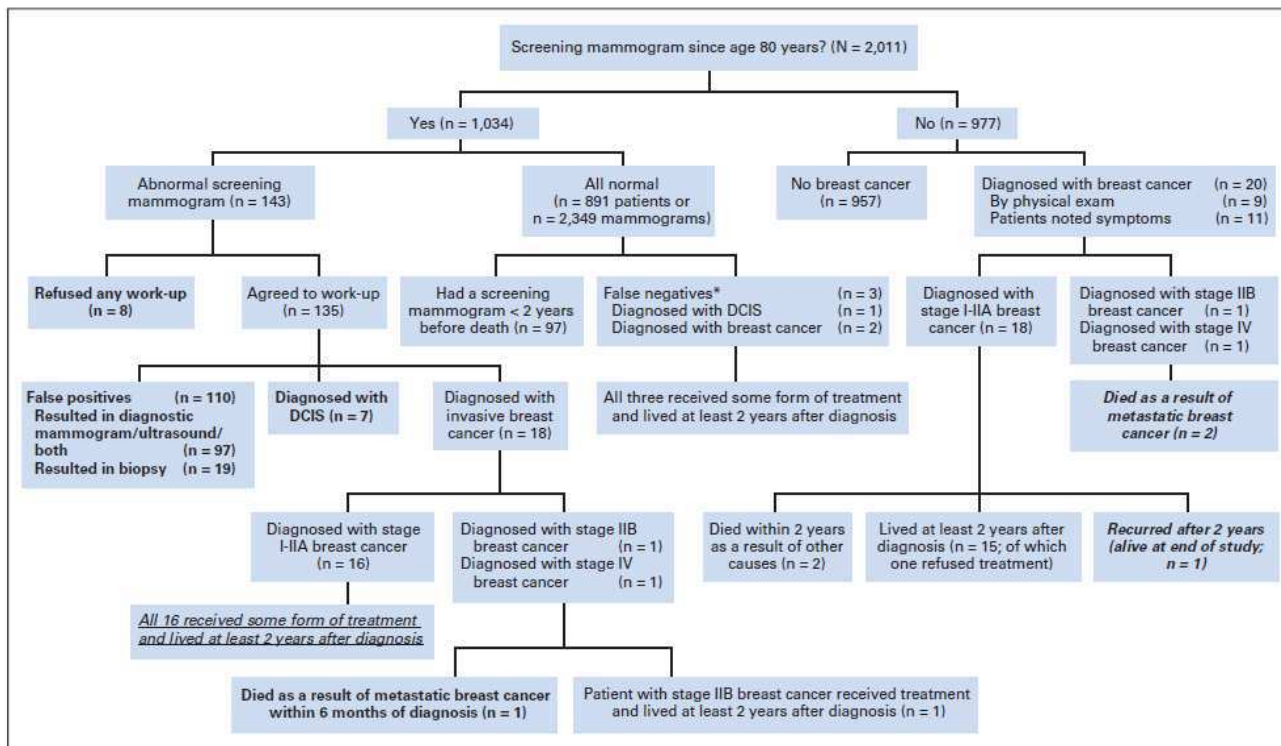 Screening mammogram since age 80 years? (N = 2,011)
Yes (n = 1,034)
No (n = 977)
Abnormal screening
mammogram (n = 143)
All normal
(n = 891 patients or
n = 2,349 mammograms)
No breast cancer
(n = 957)
Diagnosed with breast cancer (n = 20)
By physical exam (n = 9)
Patients noted symptoms (n = 11)
Refused any work-up
(n = 8)
Agreed to work-up
(n = 135)
Had a screening
mammogram < 2 years
before death (n = 97)
False negatives* (n = 3)
Diagnosed with DCIS (n = 1)
Diagnosed with breast cancer (n = 2)
Diagnosed with
stage I-IIA breast
cancer (n = 18)
Diagnosed with stage IIB
breast cancer (n = 1)
Diagnosed with stage IV
breast cancer (n = 1)
False positives (n = 110)
Resulted in diagnostic
mammogram/ultrasound/
both (n = 97)
Resulted in biopsy (n = 19)
Diagnosed with
DCIS (n = 7)
Diagnosed with
invasive breast
cancer (n = 18)
All three received some form of treatment
and lived at least 2 years after diagnosis
Died as a result of
metastatic breast
cancer (n = 2)
Diagnosed with stage
I-IIA breast cancer
(n = 16)
Diagnosed with stage IIB
breast cancer (n = 1)
Diagnosed with stage IV
breast cancer (n = 1)
Died within 2 years
as a result of other
causes (n = 2)
Lived at least 2 years after
diagnosis (n = 15; of which
one refused treatment)
Recurred after 2 years
(alive at end of study;
n = 1)
All 16 received some form of treatment
and lived at least 2 years after diagnosis
Died as a result of metastatic breast cancer
within 6 months of diagnosis (n = 1)
Patient with stage IIB breast cancer received treatment
and lived at least 2 years after diagnosis (n = 1)